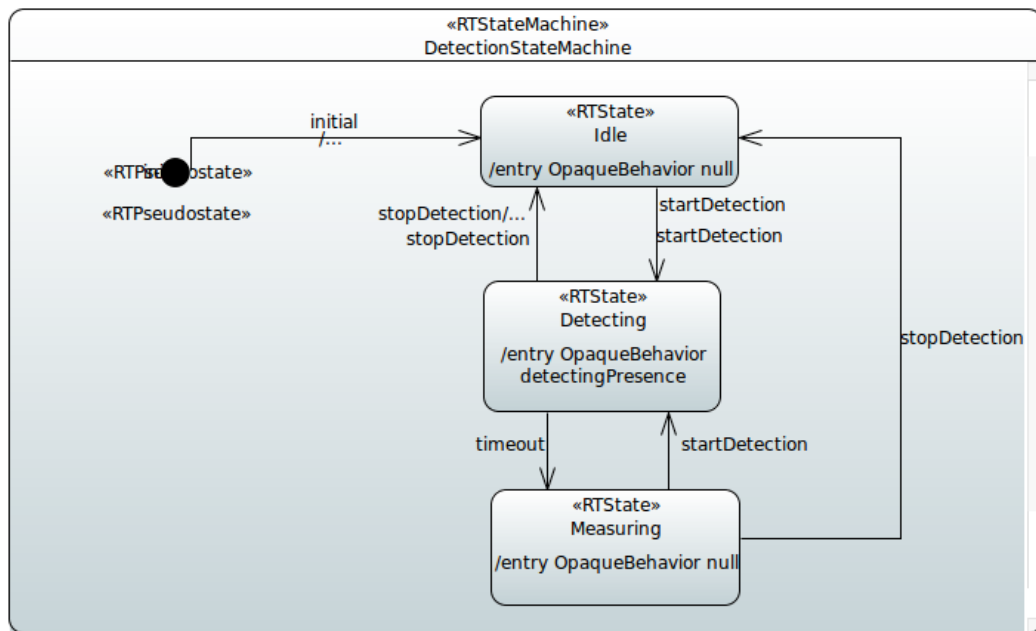 «RTStateMachine»
DetectionStateMachine
«RTState»
Idle
/entry OpaqueBehavior null
initial
/...
«RTPseudostate»
startDetection
stopDetection/...
startDetection
stopDetection
«RTState»
Detecting
/entry OpaqueBehavior
detectingPresence
stopDetection
timeout
startDetection
«RTState»
Measuring
/entry OpaqueBehavior null